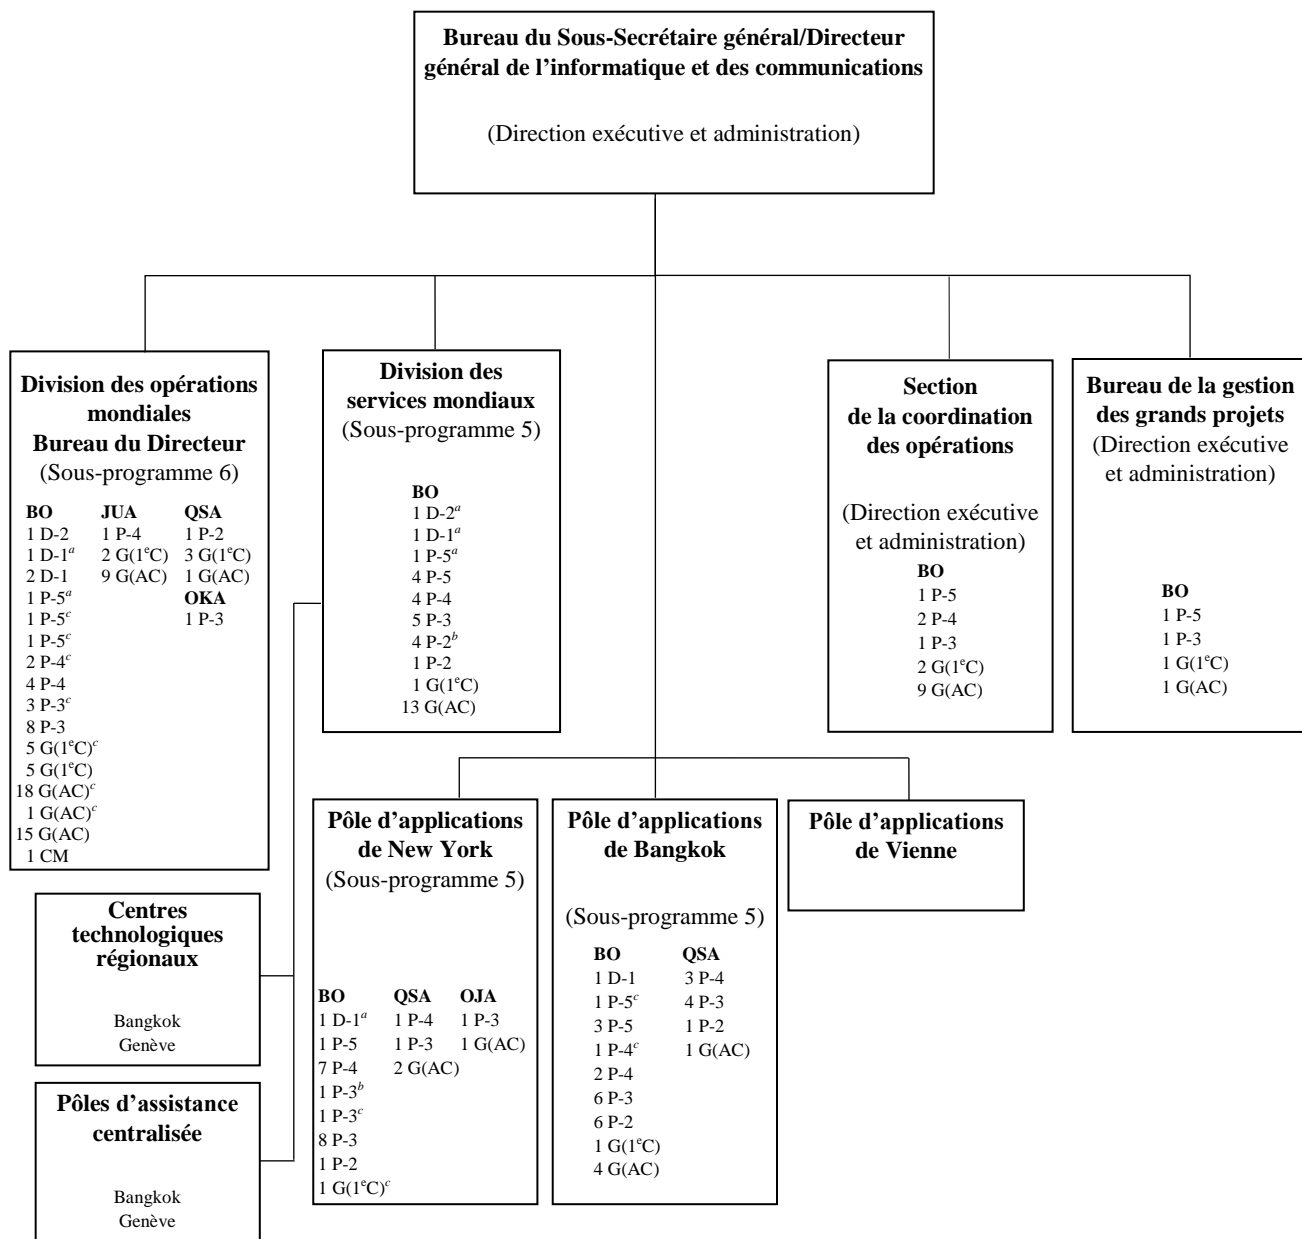 Bureau du Sous-Secrétaire général/Directeur
général de l'informatique et des communications
(Direction exécutive et administration)
Division des opérations
mondiales
Bureau du Directeur
(Sous-programme 6)
BO JUA QSA
1 D-2 1 P-4 1 P-2
1 D-1ᵃ 2 G(1ᵉC) 3 G(1ᵉC)
2 D-1 9 G(AC) 1 G(AC)
1 P-5ᵃ OKA
1 P-5ᶜ 1 P-3
1 P-5ᶜ
2 P-4ᶜ
4 P-4
3 P-3ᶜ
8 P-3
5 G(1ᵉC)ᶜ
5 G(1ᵉC)
18 G(AC)ᶜ
1 G(AC)ᶜ
15 G(AC)
1 CM
Division des
services mondiaux
(Sous-programme 5)
BO
1 D-2ᵃ
1 D-1ᵃ
1 P-5ᵃ
4 P-5
4 P-4
5 P-3
4 P-2ᵇ
1 P-2
1 G(1ᵉC)
13 G(AC)
Section
de la coordination
des opérations
(Direction exécutive
et administration)
BO
1 P-5
2 P-4
1 P-3
2 G(1ᵉC)
9 G(AC)
Bureau de la gestion
des grands projets
(Direction exécutive
et administration)
BO
1 P-5
1 P-3
1 G(1ᵉC)
1 G(AC)
Centres
technologiques
régionaux
Bangkok
Genève
Pôles d'assistance
centralisée
Bangkok
Genève
Pôle d'applications
de New York
(Sous-programme 5)
BO QSA OJA
1 D-1ᵃ 1 P-4 1 P-3
1 P-5 1 P-3 1 G(AC)
7 P-4 2 G(AC)
1 P-3ᵇ
1 P-3ᶜ
8 P-3
1 P-2
1 G(1ᵉC)ᶜ
Pôle d'applications
de Bangkok
(Sous-programme 5)
BO QSA
1 D-1 3 P-4
1 P-5ᶜ 4 P-3
3 P-5 1 P-2
1 P-4ᶜ 1 G(AC)
2 P-4
6 P-3
6 P-2
1 G(1ᵉC)
4 G(AC)
Pôle d'applications
de Vienne